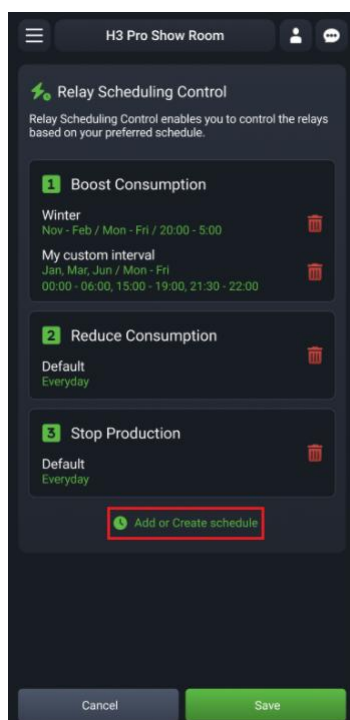 H3 Pro Show Room
Relay Scheduling Control
Relay Scheduling Control enables you to control the relays
based on your preferred schedule.
1 Boost Consumption
Winter
Nov - Feb / Mon - Fri / 20:00 - 5:00
My custom interval
Jan, Mar, Jun / Mon - Fri
00:00 - 06:00, 15:00 - 19:00, 21:30 - 22:00
2 Reduce Consumption
Default
Everyday
3 Stop Production
Default
Everyday
Add or Create schedule
Cancel
Save